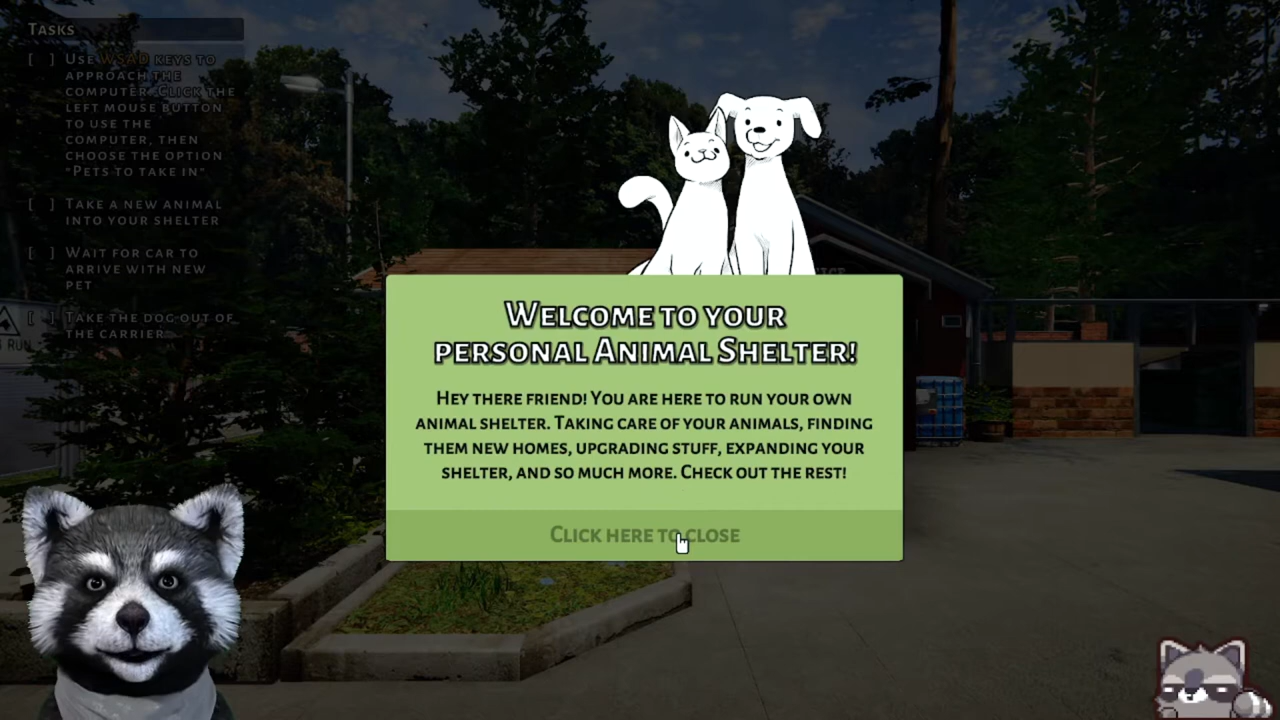 Tasks
[ ] Use WSAD keys to
approach the
computer. Click the
left mouse button
to use the
computer, then
choose the option
"Pets to take in"
[ ] Take a new animal
into your shelter
[ ] Wait for car to
arrive with new
pet
[ ] Take the dog out of
the carrier
Welcome to your
personal Animal Shelter!
Hey there friend! You are here to run your own
animal shelter. Taking care of your animals, finding
them new homes, upgrading stuff, expanding your
shelter, and so much more. Check out the rest!
Click here to close